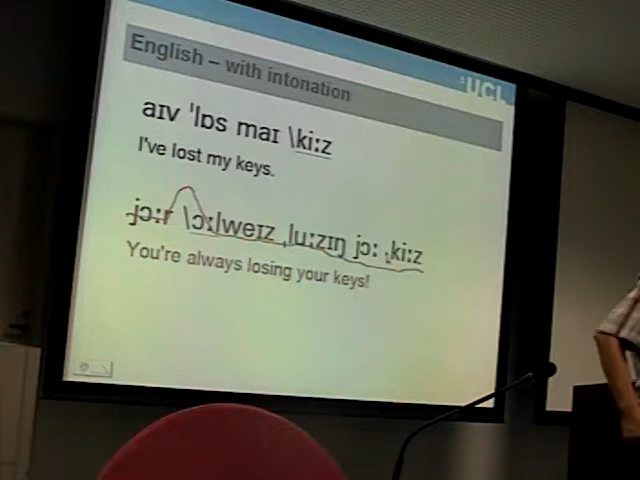 English – with intonation
UCL
aɪv ˈlɒs maɪ \kiːz
I've lost my keys.
jɔːr \ɔːlweɪz ˌluːzɪŋ jɔː ˌkiːz
You're always losing your keys!